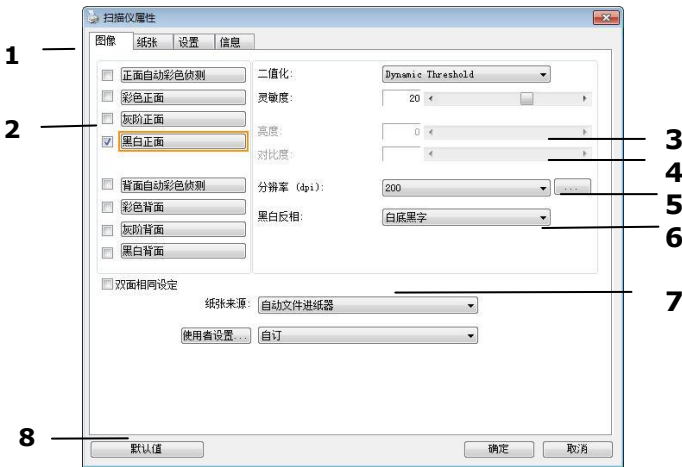 扫描仪属性
图像 纸张 设置 信息
1
正面自动彩色侦测
彩色正面
灰阶正面
黑白正面
2
背面自动彩色侦测
彩色背面
灰阶背面
黑白背面
二值化: Dynamic Threshold
灵敏度: 20
亮度: 0
对比度:
3
4
分辨率 (dpi): 200 ...
5
黑白反相: 白底黑字
6
双面相同设定
7
纸张来源: 自动文件进纸器
使用者设置... 自订
8
默认值 确定 取消